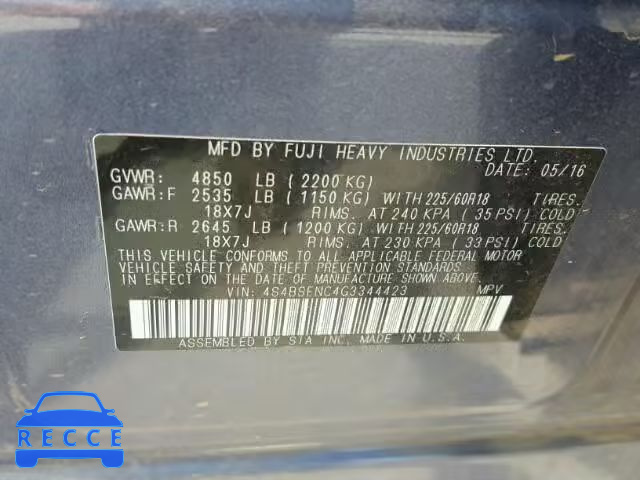 MFD BY FUJI HEAVY INDUSTRIES LTD.
DATE: 05/16
GVWR: 4850 LB ( 2200 KG)
GAWR:F 2535 LB ( 1150 KG) WITH 225/60R18 TIRES.
18X7J RIMS. AT 240 KPA ( 35 PSI) COLD
GAWR:R 2645 LB ( 1200 KG) WITH 225/60R18 TIRES.
18X7J RIMS. AT 230 KPA ( 33 PSI) COLD
THIS VEHICLE CONFORMS TO ALL APPLICABLE FEDERAL MOTOR
VEHICLE SAFETY AND THEFT PREVENTION STANDARDS
IN EFFECT ON THE DATE OF MANUFACTURE SHOWN ABOVE.
VIN: 4S4BSENC4G3344423 MPV
ASSEMBLED BY SIA INC. MADE IN U.S.A.
RECCE